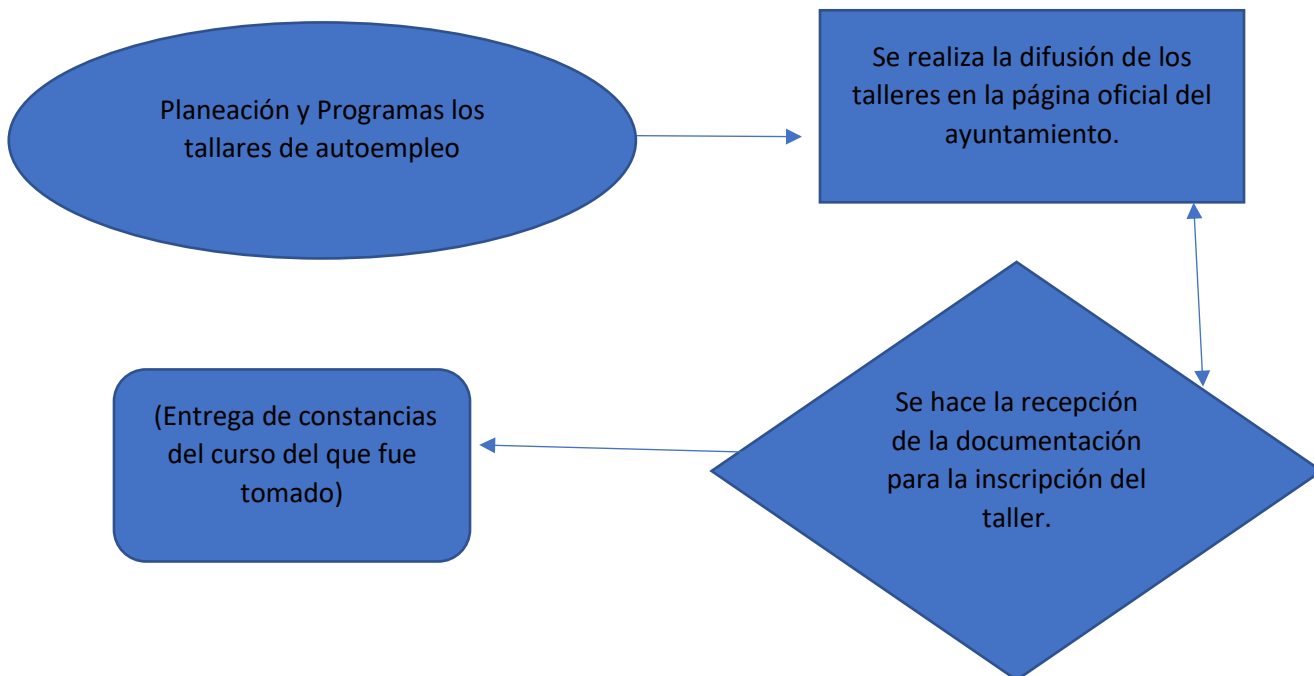 Planeación y Programas los
tallares de autoempleo
Se realiza la difusión de los
talleres en la página oficial del
ayuntamiento.
Se hace la recepción
de la documentación
para la inscripción del
taller.
(Entrega de constancias
del curso del que fue
tomado)